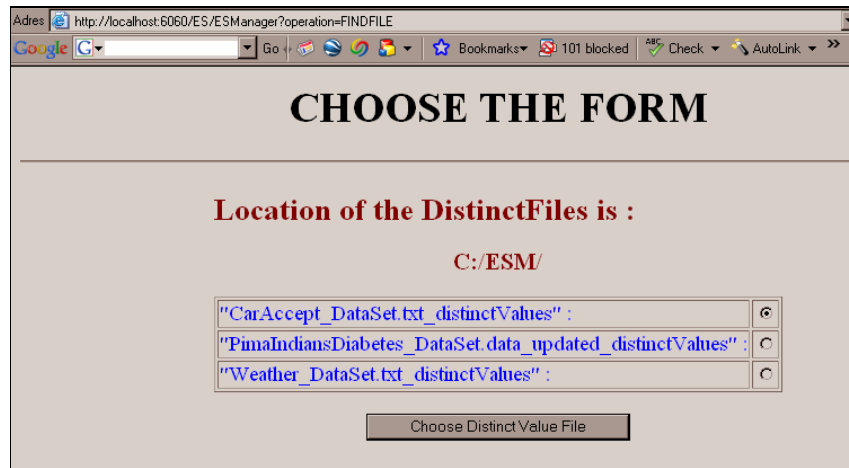 Adres http://localhost:6060/ES/ESManager?operation=FINDFILE
Google G Go Bookmarks 101 blocked ABC Check AutoLink »
CHOOSE THE FORM
Location of the DistinctFiles is :
C:/ESM/
"CarAccept_DataSet.txt_distinctValues" :
"PimaIndiansDiabetes_DataSet.data_updated_distinctValues" :
"Weather_DataSet.txt_distinctValues" :
Choose Distinct Value File